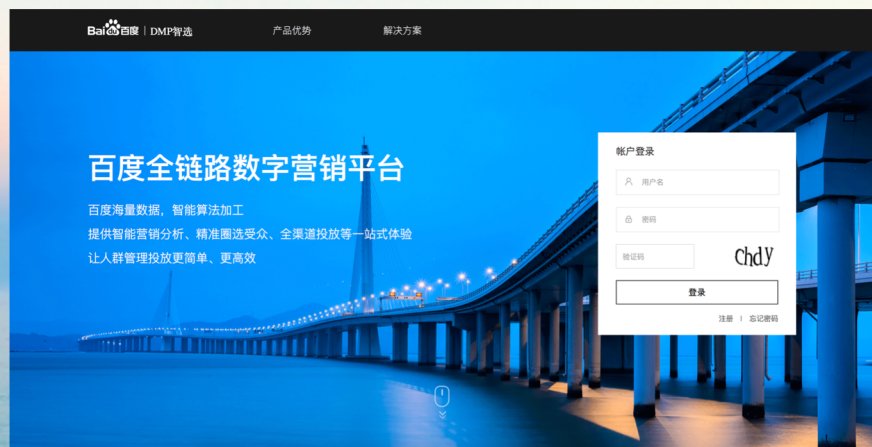 Bai du 百度 | DMP智选
产品优势
解决方案
百度全链路数字营销平台
百度海量数据，智能算法加工
提供智能营销分析、精准圈选受众、全渠道投放等一站式体验
让人群管理投放更简单、更高效
帐户登录
用户名
密码
验证码
chdy
登录
注册 | 忘记密码